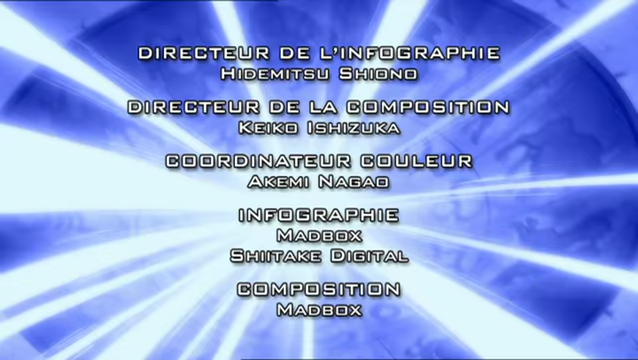 DIRECTEUR DE L'INFOGRAPHIE
HIDEMITSU SHIONO
DIRECTEUR DE LA COMPOSITION
KEIKO ISHIZUKA
COORDINATEUR COULEUR
AKEMI NAGAO
INFOGRAPHIE
MADBOX
SHIITAKE DIGITAL
COMPOSITION
MADBOX